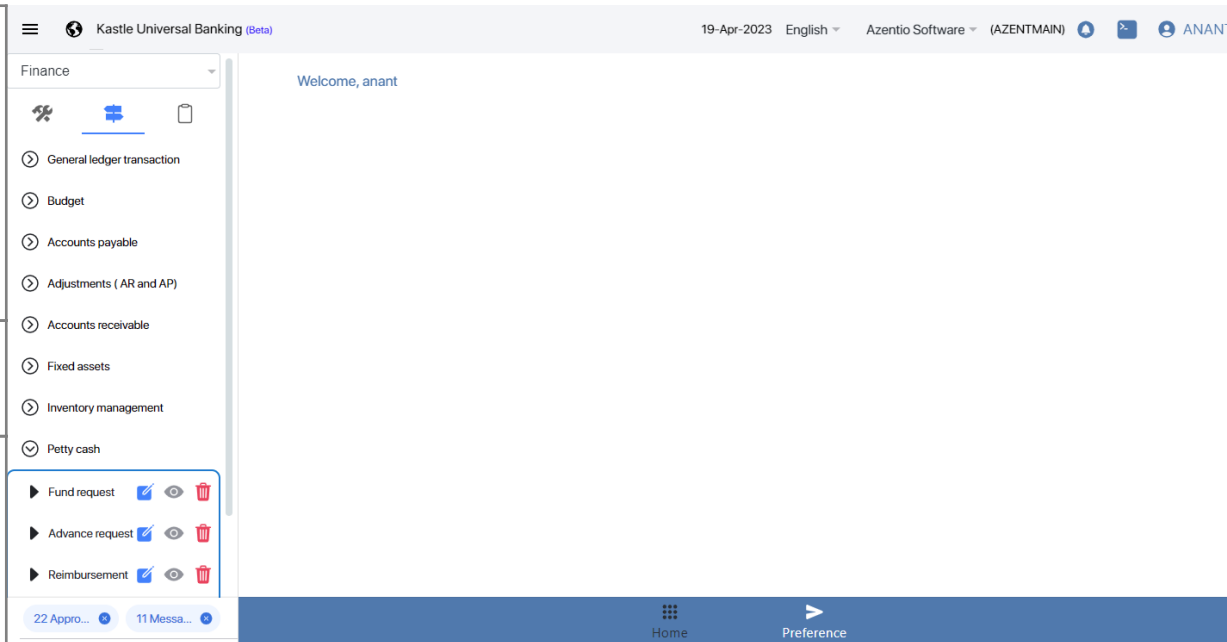 Kastle Universal Banking (Beta)
19-Apr-2023 English Azentio Software (AZENTMAIN) ANANT
Finance
Welcome, anant
General ledger transaction
Budget
Accounts payable
Adjustments ( AR and AP)
Accounts receivable
Fixed assets
Inventory management
Petty cash
Fund request
Advance request
Reimbursement
22 Appro... 11 Messa...
Home Preference